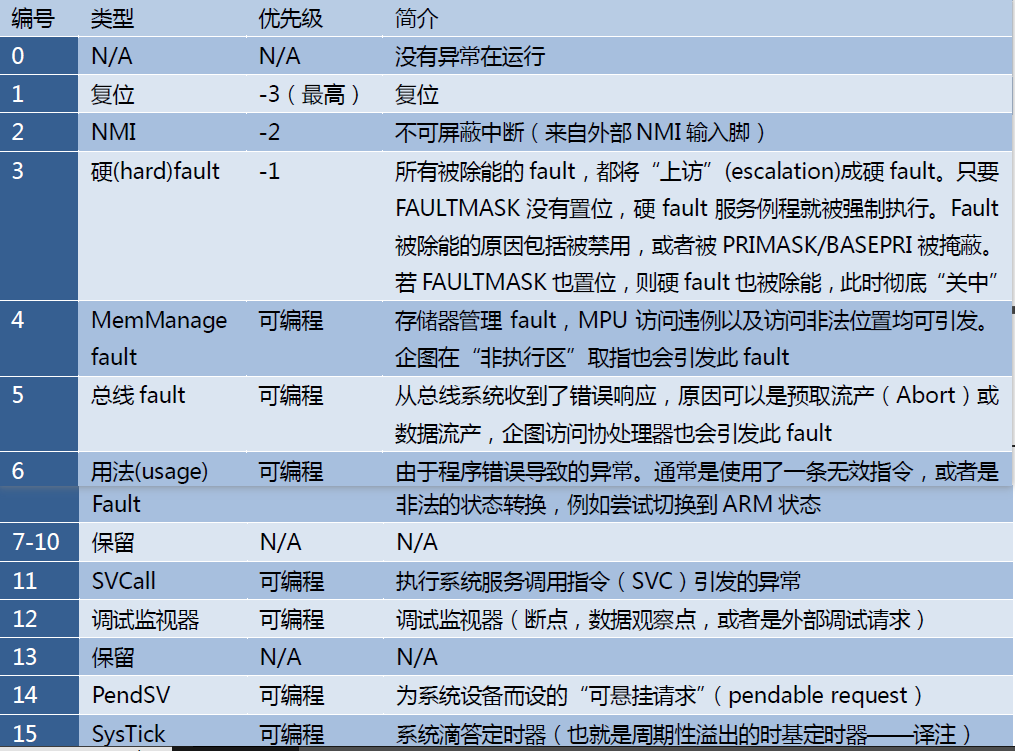 编号 类型 优先级 简介
0 N/A N/A 没有异常在运行
1 复位 -3（最高） 复位
2 NMI -2 不可屏蔽中断（来自外部 NMI 输入脚）
3 硬(hard)fault -1 所有被除能的 fault，都将“上访”(escalation)成硬 fault。只要
FAULTMASK 没有置位，硬 fault 服务例程就被强制执行。Fault
被除能的原因包括被禁用，或者被 PRIMASK/BASEPRI 被掩蔽。
若 FAULTMASK 也置位，则硬 fault 也被除能，此时彻底“关中”
4 MemManage 可编程 存储器管理 fault，MPU 访问违例以及访问非法位置均可引发。
fault 企图在“非执行区”取指也会引发此 fault
5 总线 fault 可编程 从总线系统收到了错误响应，原因可以是预取流产（Abort）或
数据流产，企图访问协处理器也会引发此 fault
6 用法(usage) 可编程 由于程序错误导致的异常。通常是使用了一条无效指令，或者是
Fault 非法的状态转换，例如尝试切换到 ARM 状态
7-10 保留 N/A N/A
11 SVCall 可编程 执行系统服务调用指令（SVC）引发的异常
12 调试监视器 可编程 调试监视器（断点，数据观察点，或者是外部调试请求）
13 保留 N/A N/A
14 PendSV 可编程 为系统设备而设的“可悬挂请求”（pendable request）
15 SysTick 可编程 系统滴答定时器（也就是周期性溢出的时基定时器——译注）